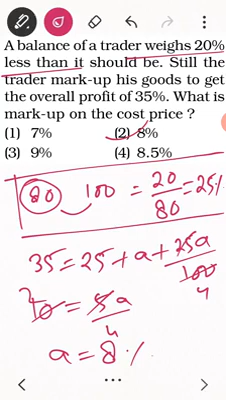 A balance of a trader weighs 20%
less than it should be. Still the
trader mark-up his goods to get
the overall profit of 35%. What is
mark-up on the cost price ?
(1) 7% (2) 8%
(3) 9% (4) 8.5%
80 100 = 20/80 = 25%
35 = 25 + a + 25a/100 4
2 10 = 5a/4
a = 8 %